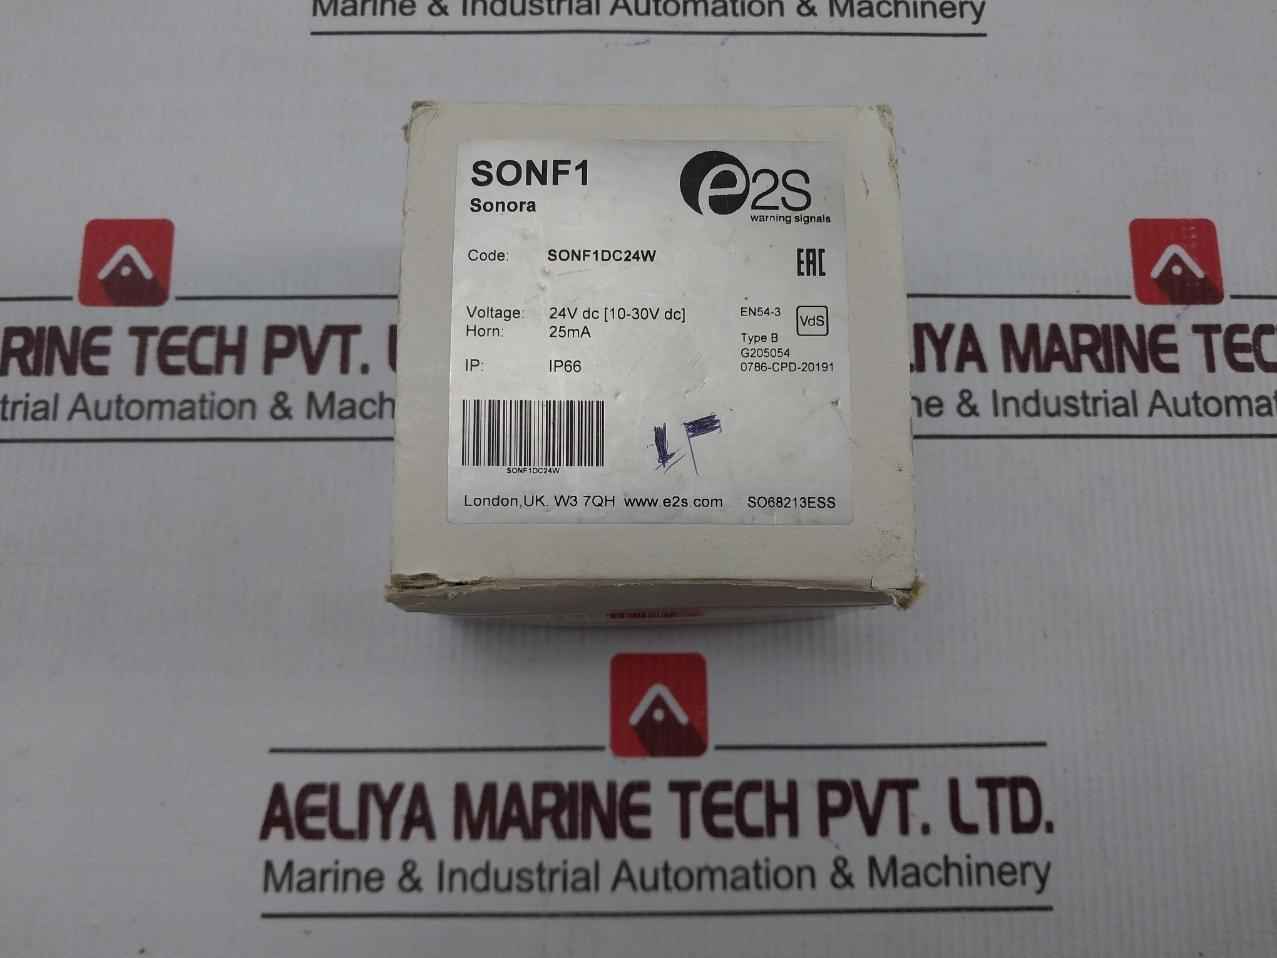 Marine & Industrial Automation & Machinery
SONF1
Sonora
e2S
warning signals
Code: SONF1DC24W
EAC
Voltage: 24V dc [10-30V dc]
Horn: 25mA
IP: IP66
EN54-3
VdS
Type B
G205054
0786-CPD-20191
SONF1DC24W
London,UK. W3 7QH www.e2s.com SO68213ESS
RINE TECH PVT.
trial Automation & Mach
IYA MARINE TEC
ne & Industrial Automat
AELIYA MARINE TECH PVT. LTD.
Marine & Industrial Automation & Machinery